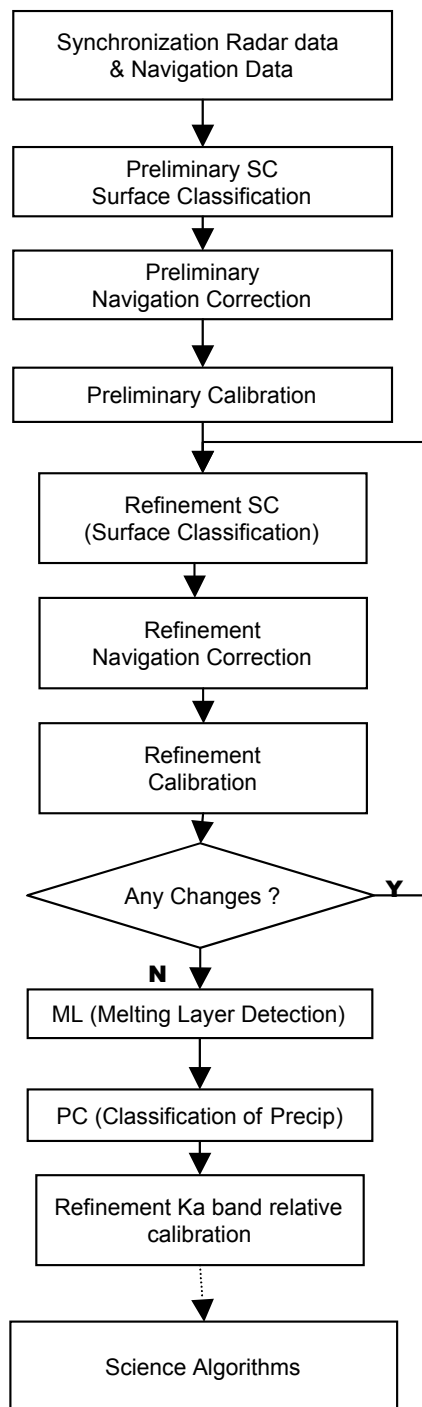 Synchronization Radar data
& Navigation Data
Preliminary SC
Surface Classification
Preliminary
Navigation Correction
Preliminary Calibration
Refinement SC
(Surface Classification)
Refinement
Navigation Correction
Refinement
Calibration
Any Changes ?
Y
N
ML (Melting Layer Detection)
PC (Classification of Precip)
Refinement Ka band relative
calibration
Science Algorithms